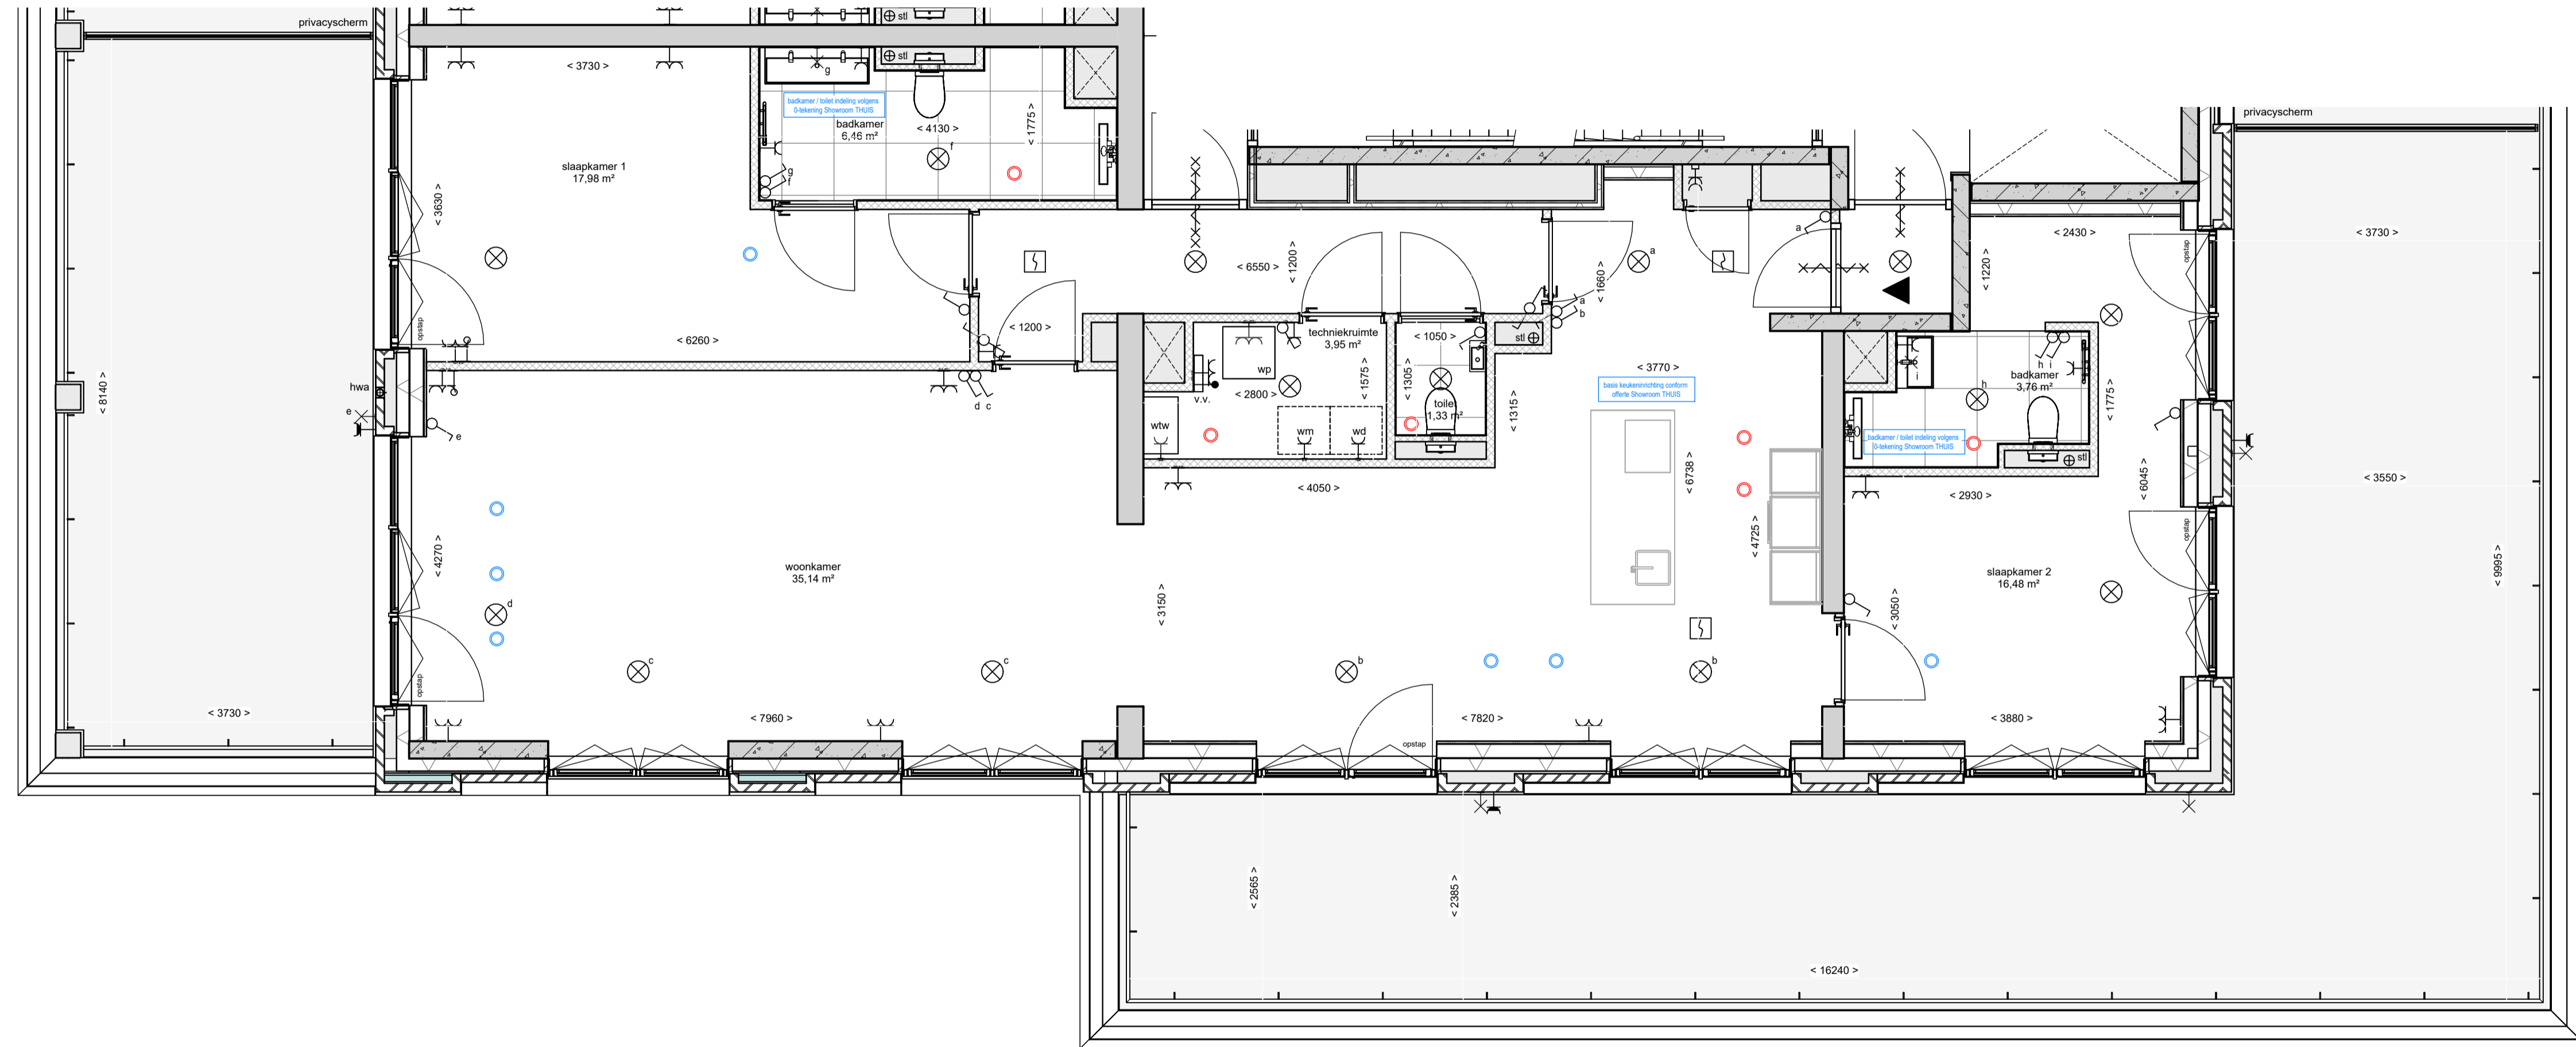 privacyscherm
stl
stl
g
< 3730 >
badkamer / toilet indeling volgens
0-tekening Showroom THUIS
badkamer
6,46 m²
< 4130 >
< 1775 >
f
g
f
slaapkamer 1
17,98 m²
< 3630 >
opstap
< 6260 >
< 1200 >
< 6550 >
< 1200 >
a
< 1660 >
a
a
b
< 1220 >
privacyscherm
< 2430 >
opstap
< 3730 >
techniekruimte
3,95 m²
wp
< 2800 >
< 1575 >
v.v.
wtw
wm
wd
< 1050 >
< 1305 >
toilet
1,33 m²
stl
< 1315 >
< 4050 >
< 3770 >
basis keukeninrichting conform
offerte Showroom THUIS
< 6738 >
< 4725 >
h i
badkamer
3,76 m²
h
i
badkamer / toilet indeling volgens
0-tekening Showroom THUIS
stl
< 1775 >
< 2930 >
< 6045 >
< 3550 >
< 9995 >
< 8140 >
hwa
e
e
d c
< 4270 >
woonkamer
35,14 m²
d
c
c
b
b
< 3150 >
opstap
slaapkamer 2
16,48 m²
< 3050 >
opstap
< 3730 >
< 7960 >
< 7820 >
opstap
< 3880 >
< 2565 >
< 2385 >
< 16240 >